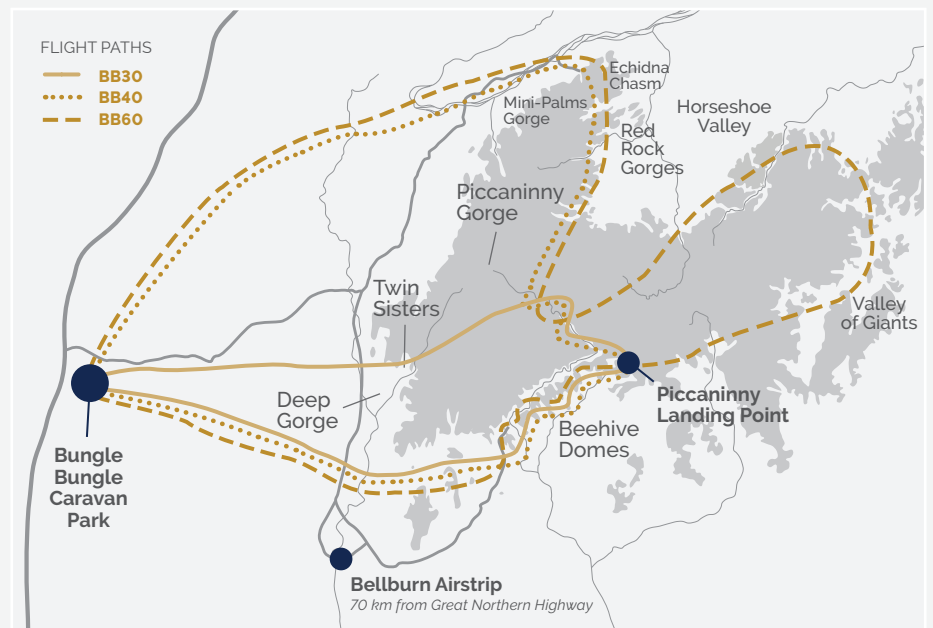 FLIGHT PATHS
BB30
BB40
BB60
Echidna
Chasm
Mini-Palms
Gorge
Horseshoe
Valley
Red
Rock
Gorges
Piccaninny
Gorge
Twin
Sisters
Valley
of Giants
Deep
Gorge
Piccaninny
Landing Point
Beehive
Domes
Bungle
Bungle
Caravan
Park
Bellburn Airstrip
70 km from Great Northern Highway